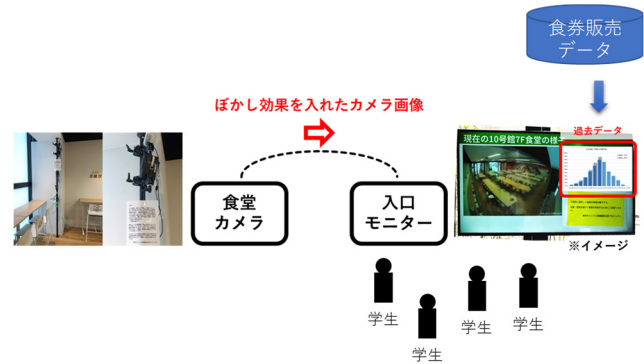 食券販売
データ
ぼかし効果を入れたカメラ画像
過去データ
現在の10号館7F食堂の様子
食堂
カメラ
入口
モニター
※イメージ
学生
学生
学生
学生